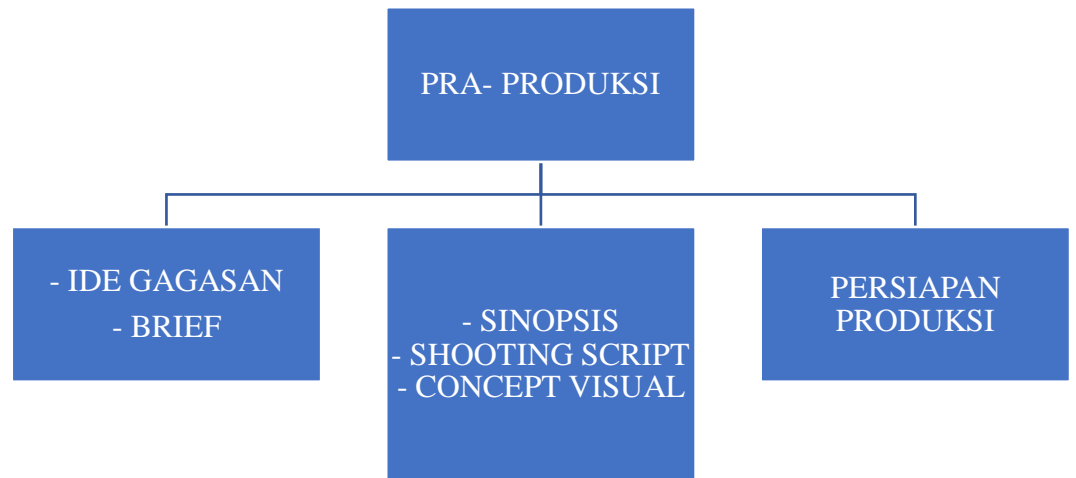 PRA- PRODUKSI
- IDE GAGASAN
- BRIEF
- SINOPSIS
- SHOOTING SCRIPT
- CONCEPT VISUAL
PERSIAPAN
PRODUKSI